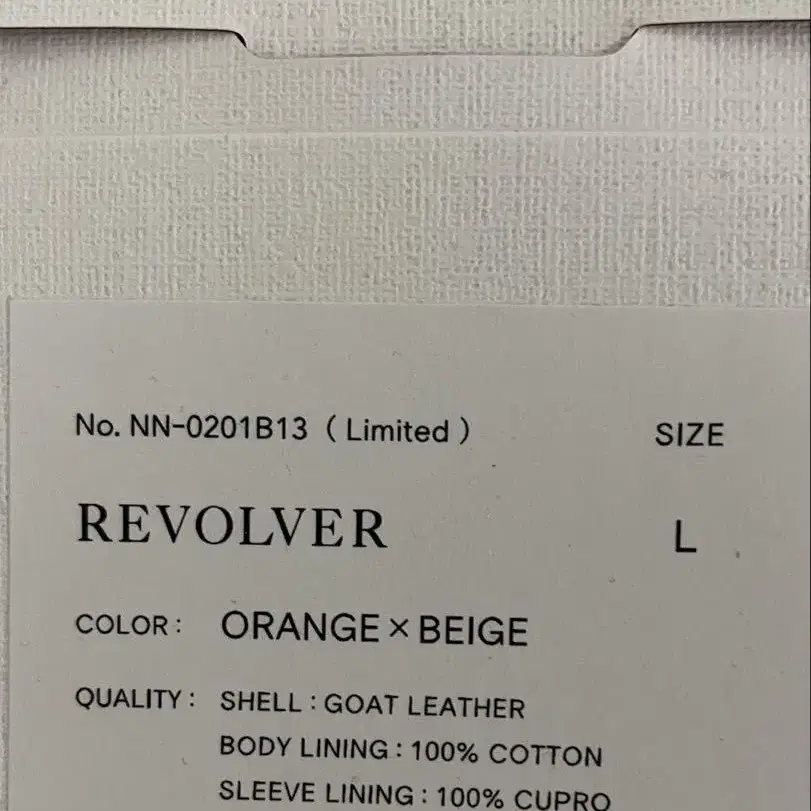 No. NN-0201B13 ( Limited )
SIZE
REVOLVER
L
COLOR : ORANGE × BEIGE
QUALITY : SHELL : GOAT LEATHER
BODY LINING : 100% COTTON
SLEEVE LINING : 100% CUPRO